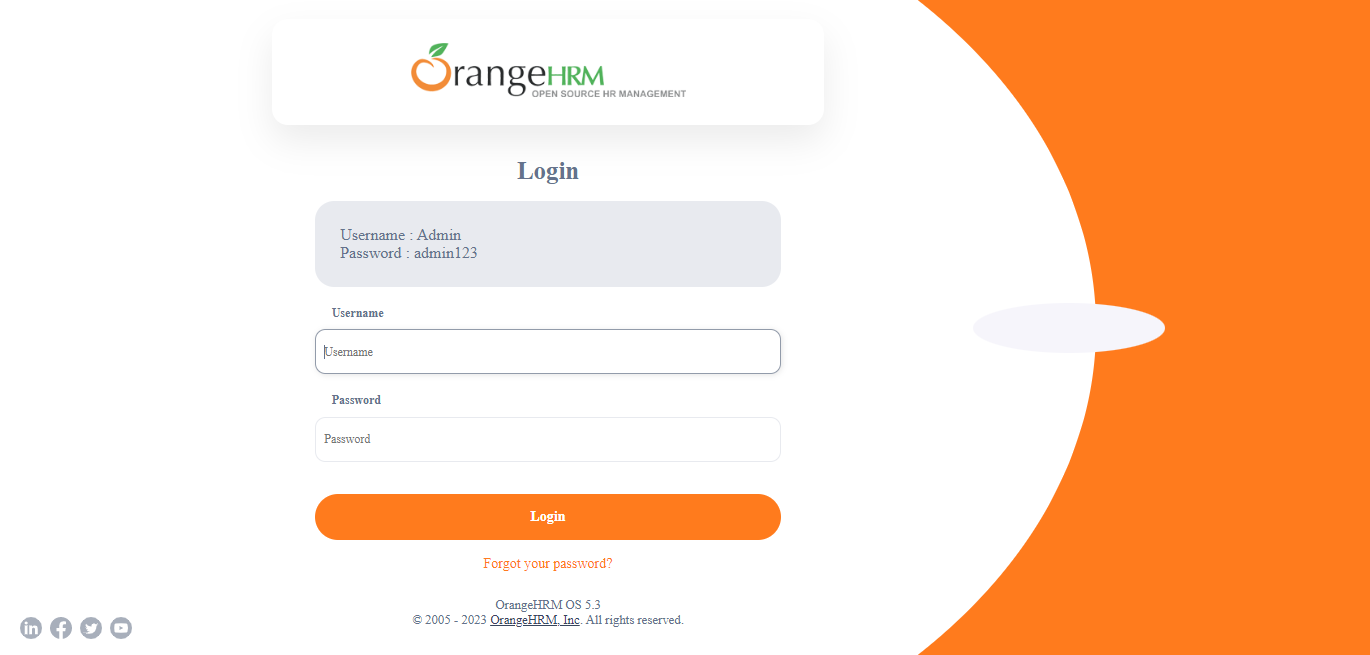 OrangeHRM
OPEN SOURCE HR MANAGEMENT
Login
Username : Admin
Password : admin123
Username
Username
Password
Password
Login
Forgot your password?
OrangeHRM OS 5.3
© 2005 - 2023 OrangeHRM, Inc. All rights reserved.
in